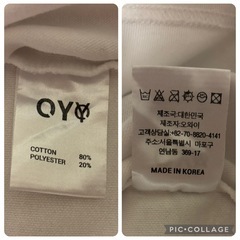 OYY
COTTON 80%
POLYESTER 20%
제조국:대한민국
제조자:오와이
고객상담실+82-70-8820-4141
주소:서울특별시 마포구
연남동 369-17
MADE IN KOREA
PIC•COLLAGE